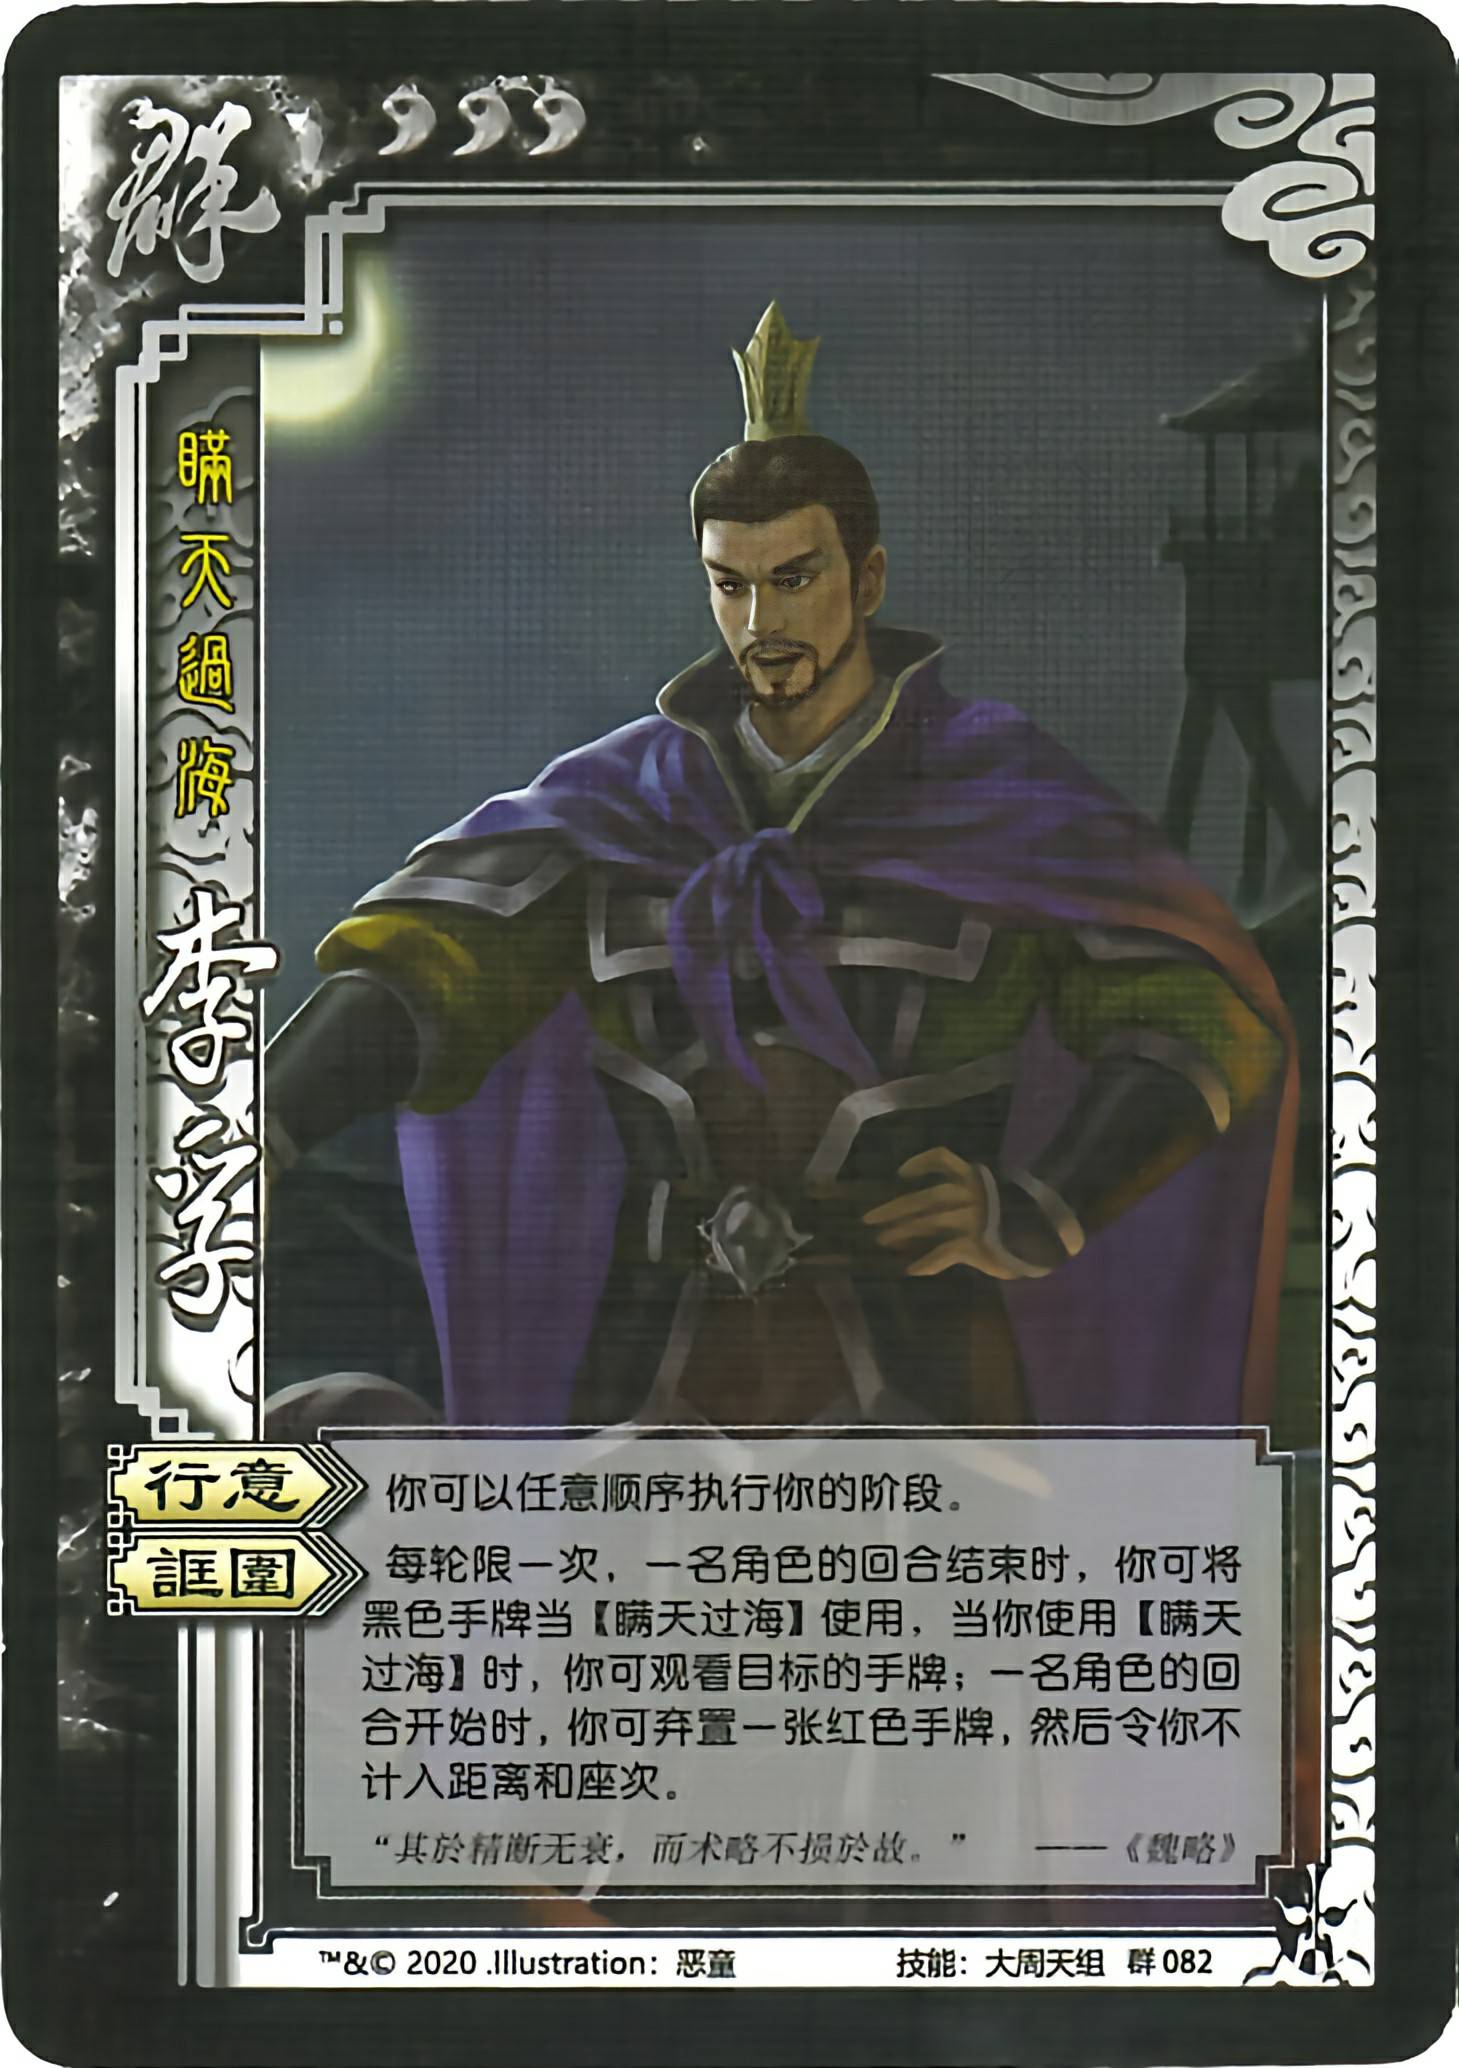 群
瞞天過海
李孚
行意
你可以任意顺序执行你的阶段。
誆圍
每轮限一次，一名角色的回合结束时，你可将
黑色手牌当【瞒天过海】使用，当你使用【瞒天
过海】时，你可观看目标的手牌；一名角色的回
合开始时，你可弃置一张红色手牌，然后令你不
计入距离和座次。
“其於精断无衰，而术略不损於故。” ——《魏略》
™&© 2020 .Illustration：恶童 技能：大周天组 群082